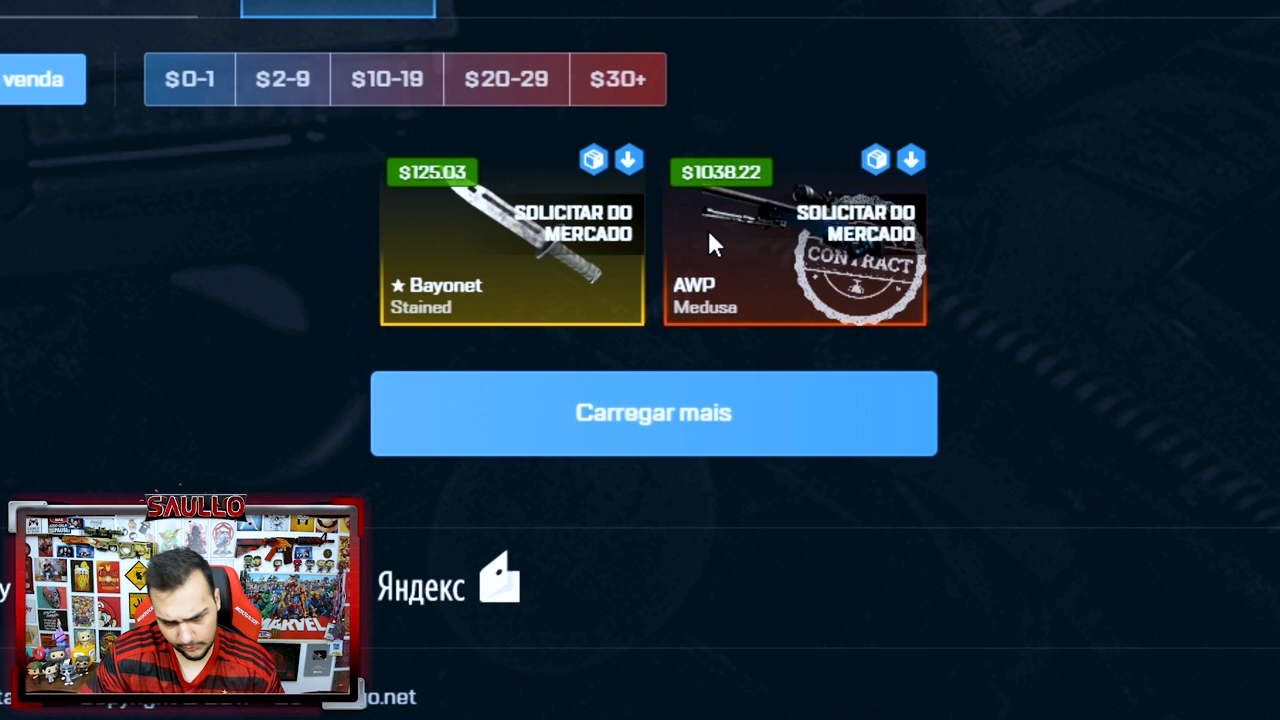 venda
$0-1
$2-9
$10-19
$20-29
$30+
$125.03
SOLICITAR DO
MERCADO
★ Bayonet
Stained
$1038.22
SOLICITAR DO
MERCADO
CONTRACT
AWP
Medusa
Carregar mais
SAULLO
MARVEL
Яндекс
.net